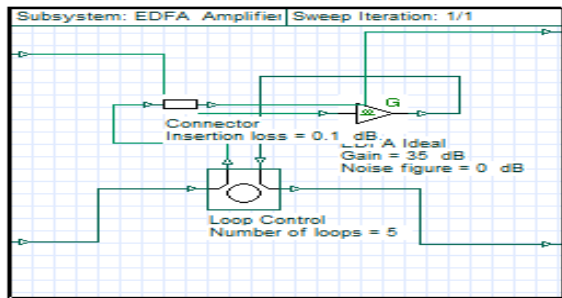 Subsystem: EDFA Amplifier Sweep Iteration: 1/1
G
Connector
Insertion loss = 0.1 dB.
EDFA Ideal
Gain = 35 dB
Noise figure = 0 dB
Loop Control
Number of loops = 5